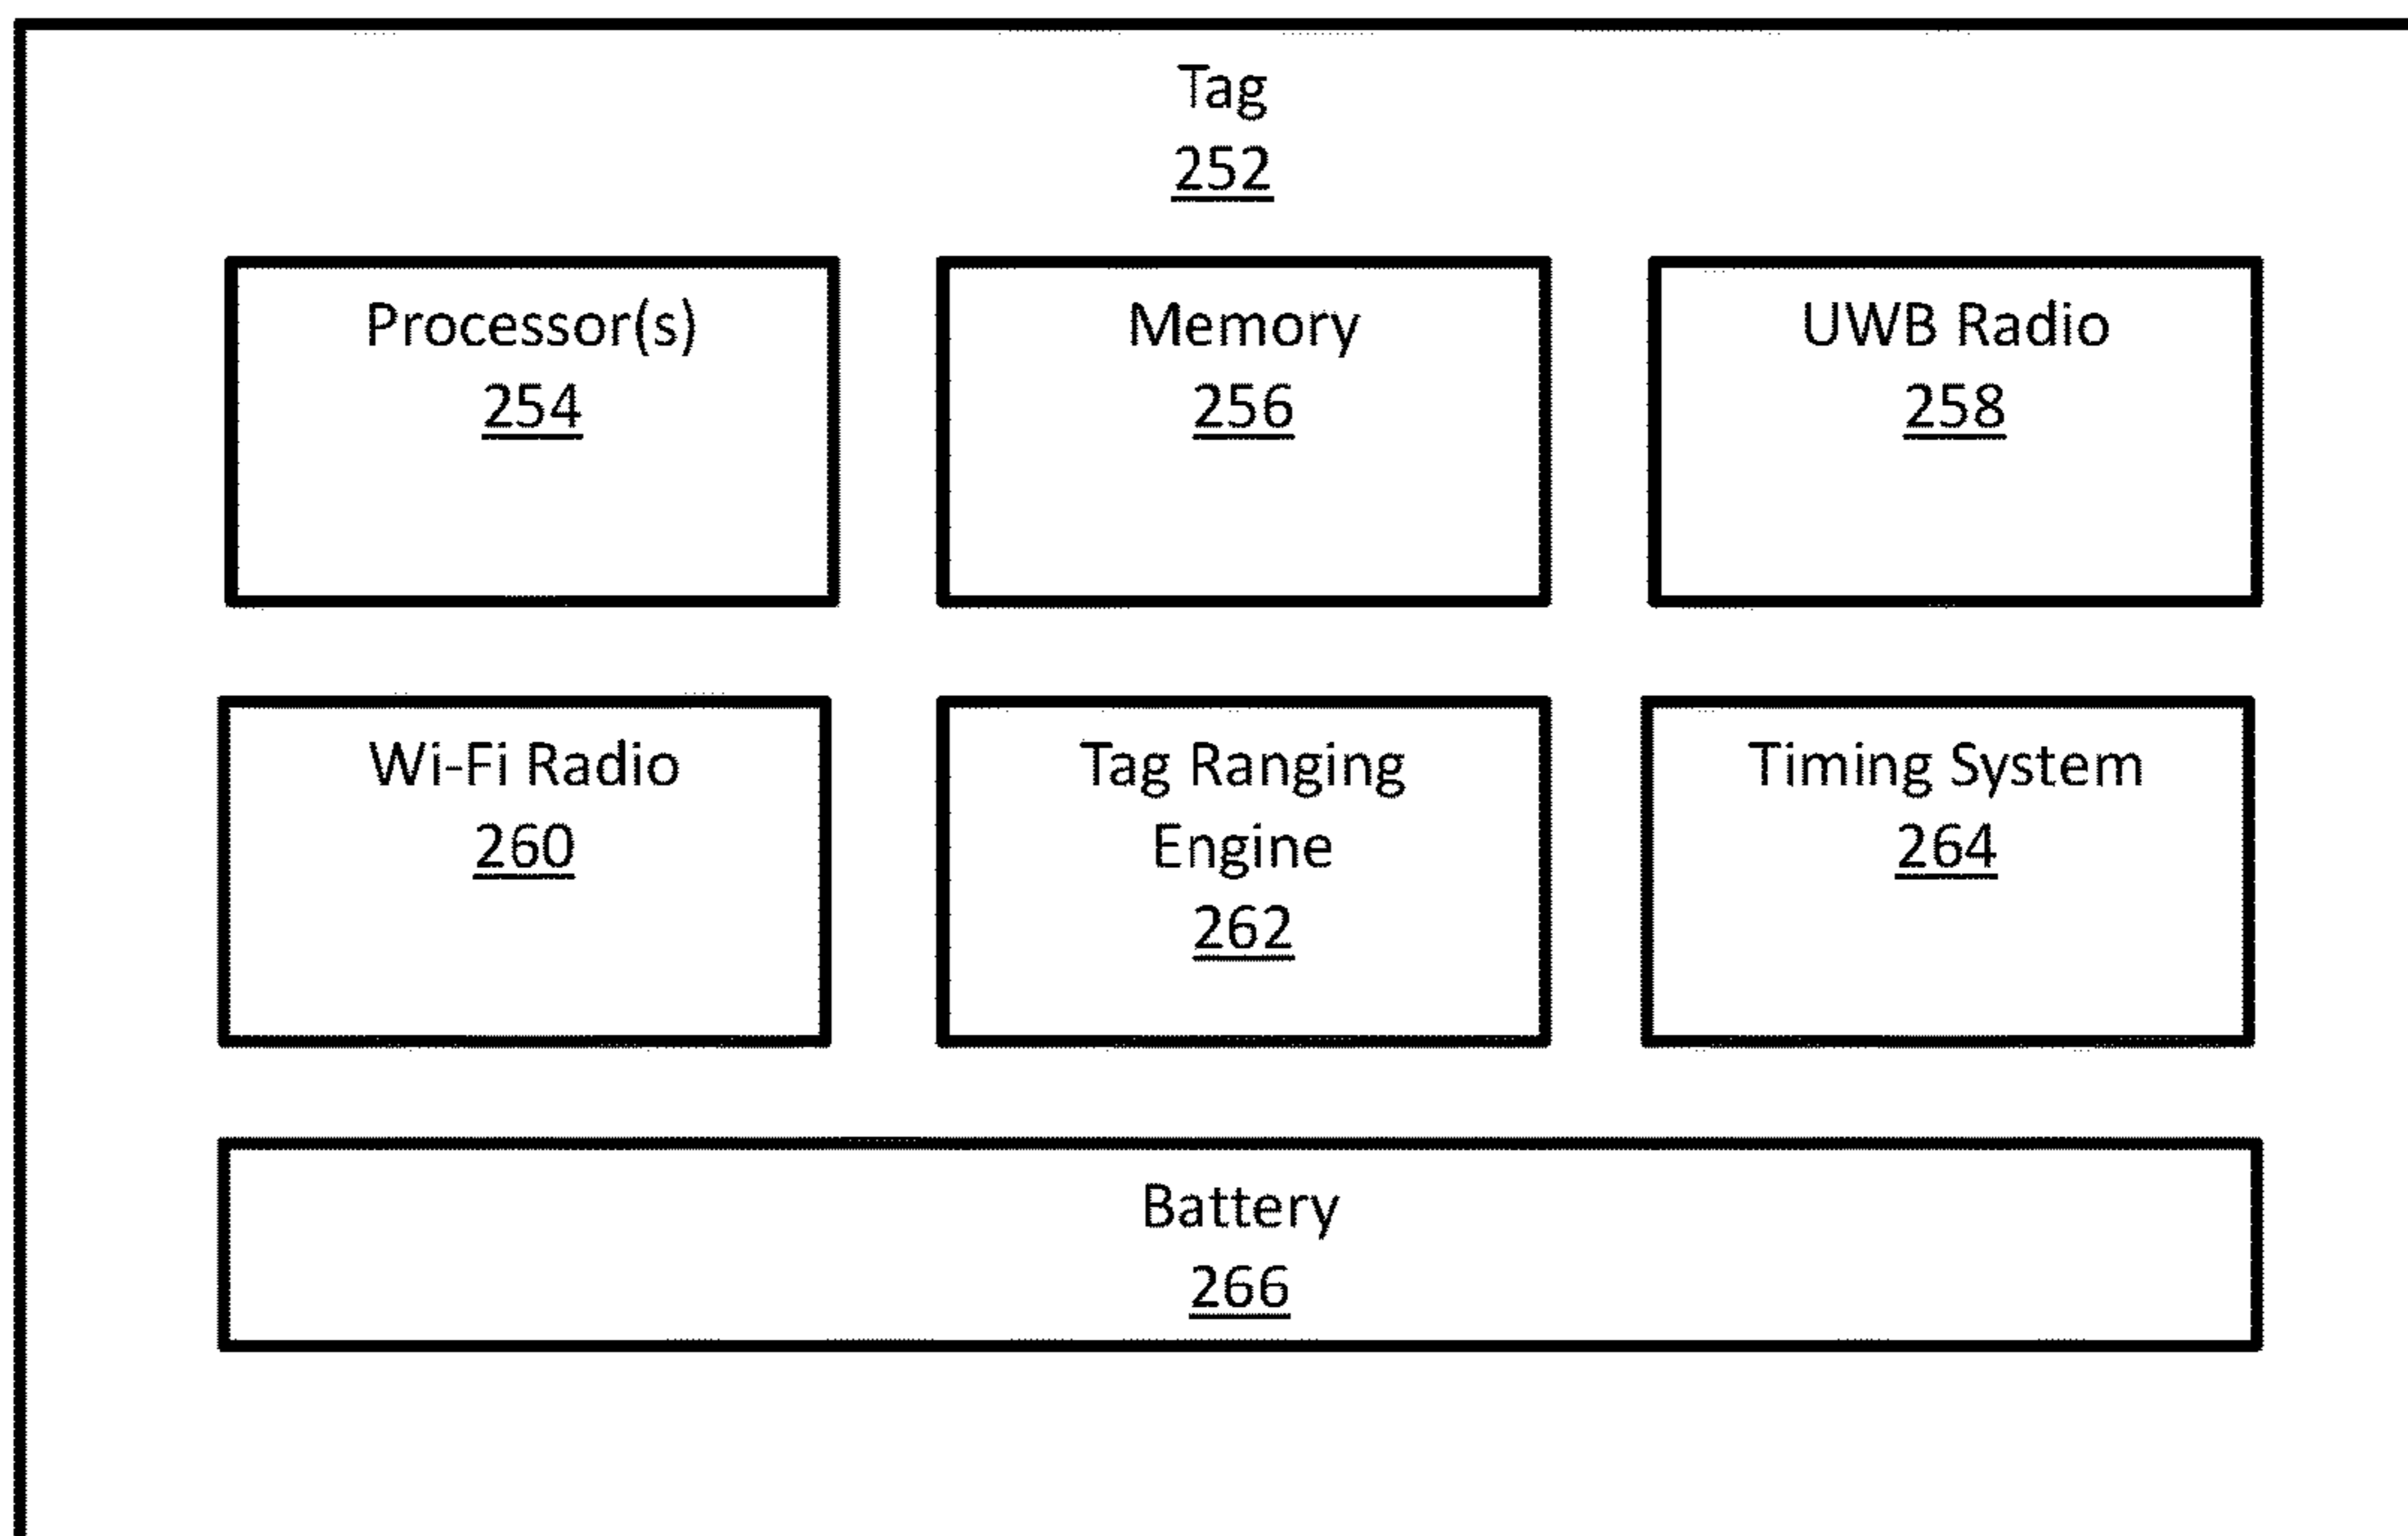 Tag
252
Processor(s)
254
Memory
256
UWB Radio
258
Wi-Fi Radio
260
Tag Ranging
Engine
262
Timing System
264
Battery
266